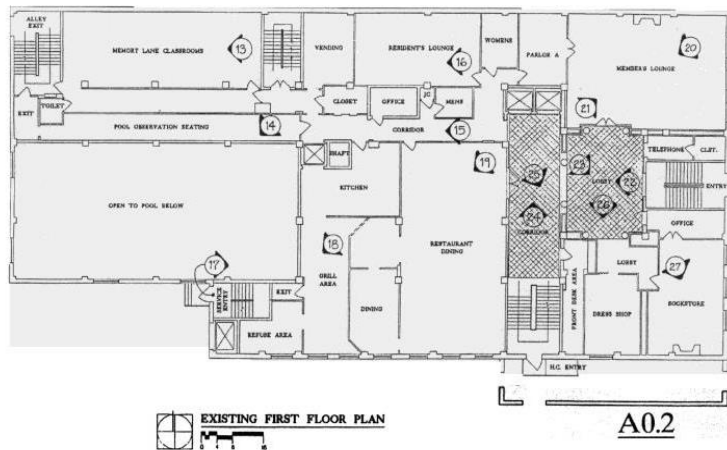 ALLEY
EXIT
MEMORY LANE CLASSROOMS
13
VENDING
RESIDENT'S LOUNGE
16
WOMENS
PARLOR A
20
MEMBER'S LOUNGE
EXIT
TOILET
CLOSET
OFFICE
JC
MENS
21
POOL OBSERVATION SEATING
14
CORRIDOR
15
SHAFT
19
25
23
LOBBY
22
TELEPHONE
CLET.
ENTRY
KITCHEN
OPEN TO POOL BELOW
24
CORRIDOR
26
OFFICE
18
RESTAURANT
DINING
17
GRILL
AREA
LOBBY
27
BOOKSTORE
SERVICE
ENTRY
EXIT
DINING
FRONT DESK AREA
DRESS SHOP
REFUSE AREA
H.C. ENTRY
EXISTING FIRST FLOOR PLAN
A0.2